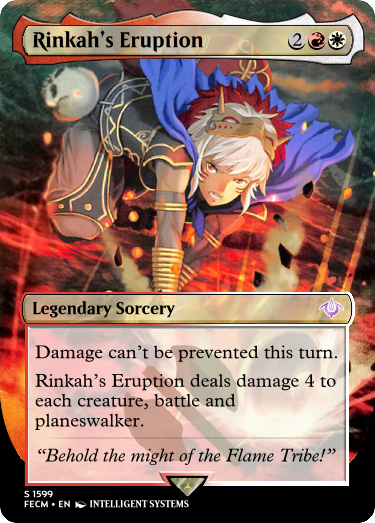 Rinkah's Eruption 2
Legendary Sorcery
Damage can't be prevented this turn.
Rinkah's Eruption deals damage 4 to
each creature, battle and
planeswalker.
“Behold the might of the Flame Tribe!”
S 1599
FECM • EN INTELLIGENT SYSTEMS